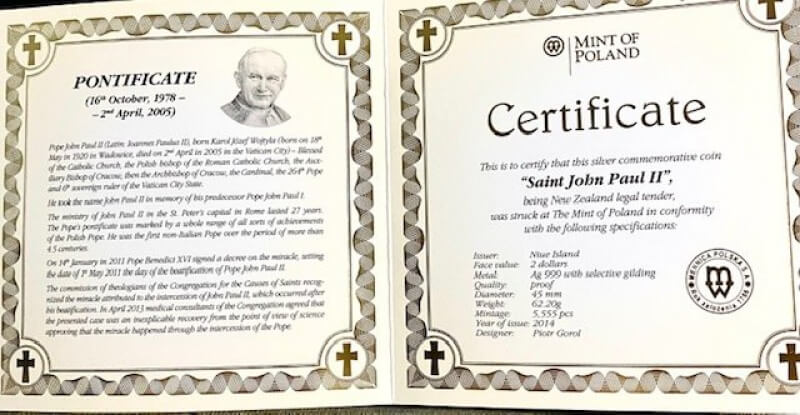 PONTIFICATE
(16th October, 1978 –
– 2nd April, 2005)
Pope John Paul II (Latin: Joannes Paulus II), born Karol Józef Wojtyła (born on 18th
May in 1920 in Wadowice, died on 2nd April in 2005 in the Vatican City) – Blessed
of the Catholic Church, the Polish bishop of the Roman Catholic Church, the Aux-
iliary Bishop of Cracow, then the Archbishop of Cracow, the Cardinal, the 264th Pope
and 6th sovereign ruler of the Vatican City State.
He took the name John Paul II in memory of his predecessor Pope John Paul I.
The ministry of John Paul II in the St. Peter's capital in Rome lasted 27 years.
The Pope's pontificate was marked by a whole range of all sorts of achievements
of the Polish Pope. He was the first non-Italian Pope over the period of more than
4.5 centuries.
On 14th January in 2011 Pope Benedict XVI signed a decree on the miracle, setting
the date of 1st May 2011 the day of the beatification of Pope John Paul II.
The commission of theologians of the Congregation for the Causes of Saints recog-
nized the miracle attributed to the intercession of John Paul II, which occurred after
his beatification. In April 2013 medical consultants of the Congregation agreed that
the presented case was an inexplicable recovery from the point of view of science
approving that the miracle happened through the intercession of the Pope.
MINT OF
POLAND
Certificate
This is to certify that this silver commemorative coin
"Saint John Paul II",
being New Zealand legal tender,
was struck at The Mint of Poland in conformity
with the following specifications:
Issuer: Niue Island
Face value: 2 dollars
Metal: Ag 999 with selective gilding
Quality: proof
Diameter: 45 mm
Weight: 62.20g
Mintage: 5,555 pcs
Year of issue: 2014
Designer: Piotr Gorol
MENNICA POLSKA S.A.
rok założenia 1766